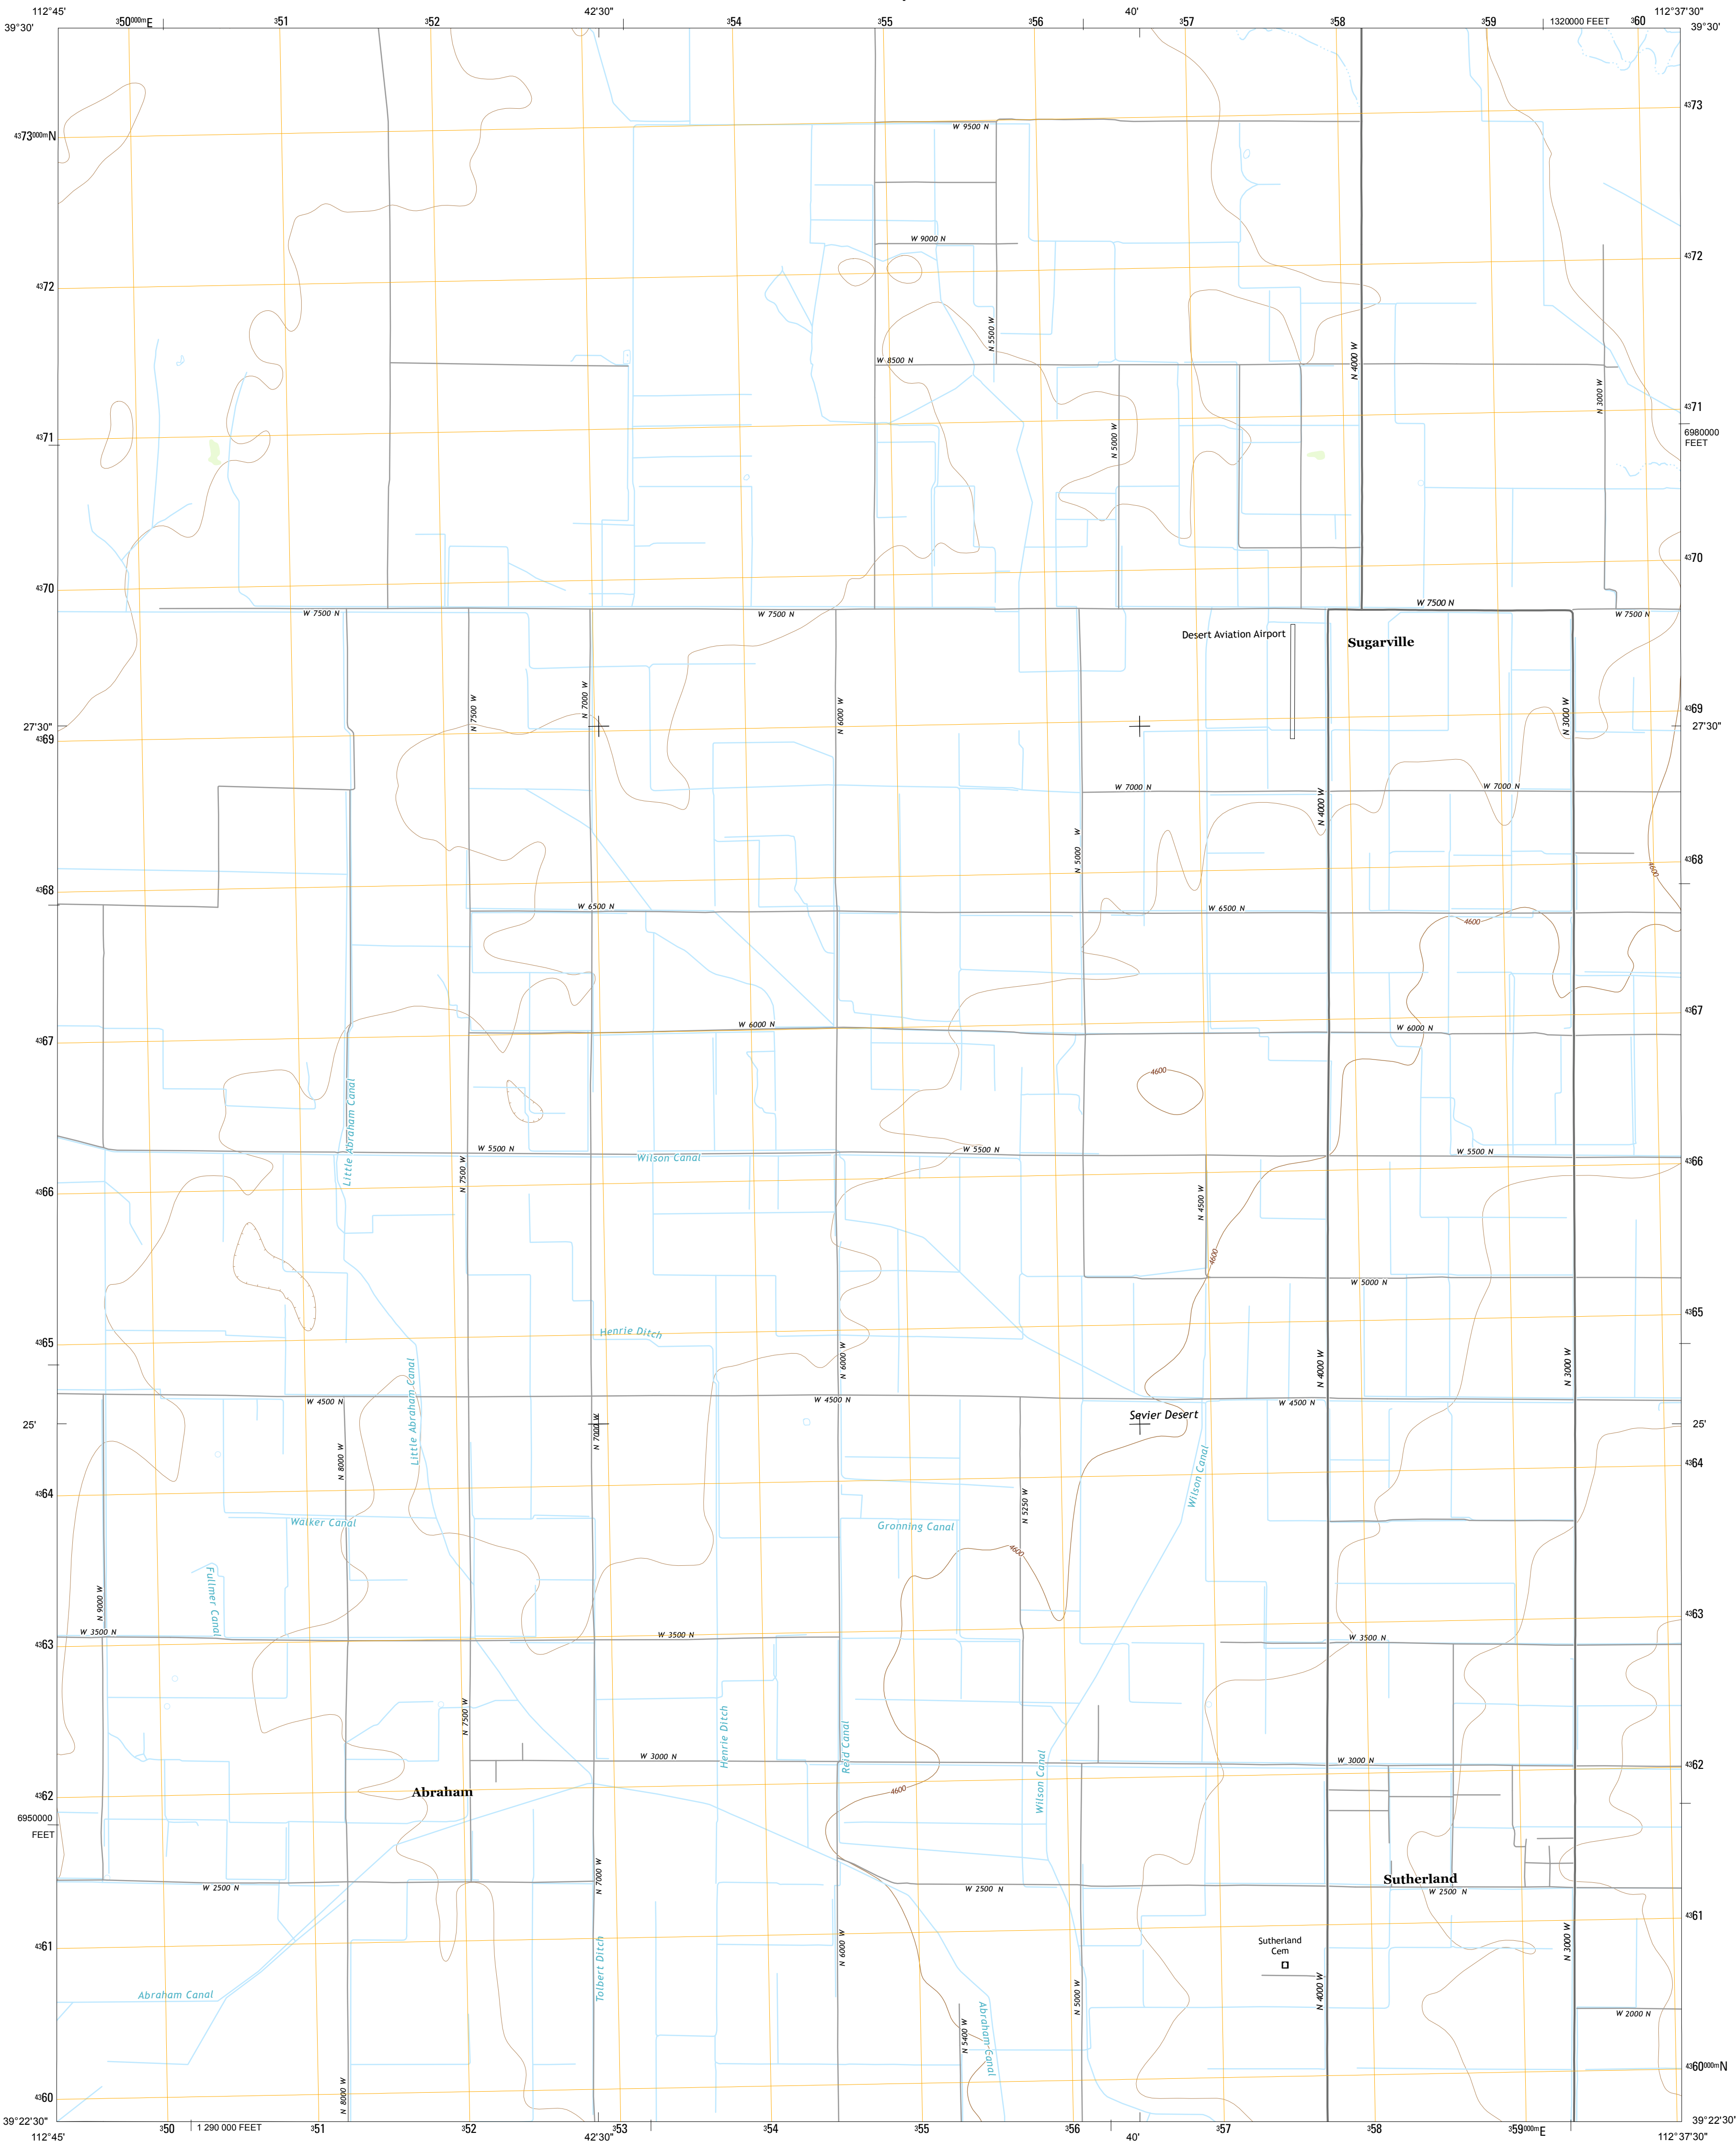 112°45'
³50⁰⁰⁰ᵐE
³51
³52
42'30"
³54
³55
³56
40'
³57
³58
³59
1320000 FEET
³60
112°37'30"
39°30'
39°30'
4373
⁴³73⁰⁰⁰ᵐN
W 9500 N
W 9000 N
4372
4372
N 5500 W
N 4000 W
W 8500 N
N 3000 W
4371
4371
N 5000 W
6980000
FEET
4370
4370
W 7500 N
W 7500 N
W 7500 N
W 7500 N
Desert Aviation Airport
Sugarville
N 7500 W
N 7000 W
N 6000 W
N 3000 W
4369
27'30"
27'30"
4369
W 7000 N
W 7000 N
N 4000 W
N 5000 W
4368
4600
4368
W 6500 N
W 6500 N
4600
4367
W 6000 N
W 6000 N
4367
4600
Little Abraham Canal
W 5500 N
Wilson Canal
W 5500 N
W 5500 N
4366
N 7500 W
4366
N 4500 W
4600
W 5000 N
4365
Henrie Ditch
4365
N 6000 W
N 4000 W
N 3000 W
Little Abraham Canal
W 4500 N
W 4500 N
W 4500 N
25'
N 7000 W
Sevier Desert
25'
N 8000 W
Wilson Canal
4364
4364
N 5250 W
Walker Canal
Gronning Canal
4600
Fullmer Canal
N 9000 W
4363
W 3500 N
W 3500 N
W 3500 N
4363
N 7500 W
Henrie Ditch
Reid Canal
Wilson Canal
W 3000 N
W 3000 N
4362
Abraham
4600
4362
6950000
FEET
N 7000 W
Sutherland
W 2500 N
W 2500 N
W 2500 N
4361
4361
N 6000 W
Sutherland
Cem
N 3000 W
Tolbert Ditch
Abraham Canal
N 5000 W
N 4000 W
W 2000 N
N 5400 W
Abraham Canal
⁴³60⁰⁰⁰ᵐN
4360
N 8000 W
39°22'30"
39°22'30"
³50
1 290 000 FEET
³51
³52
³53
³54
³55
³56
³57
³58
³59⁰⁰⁰ᵐE
112°45'
42'30"
40'
112°37'30"